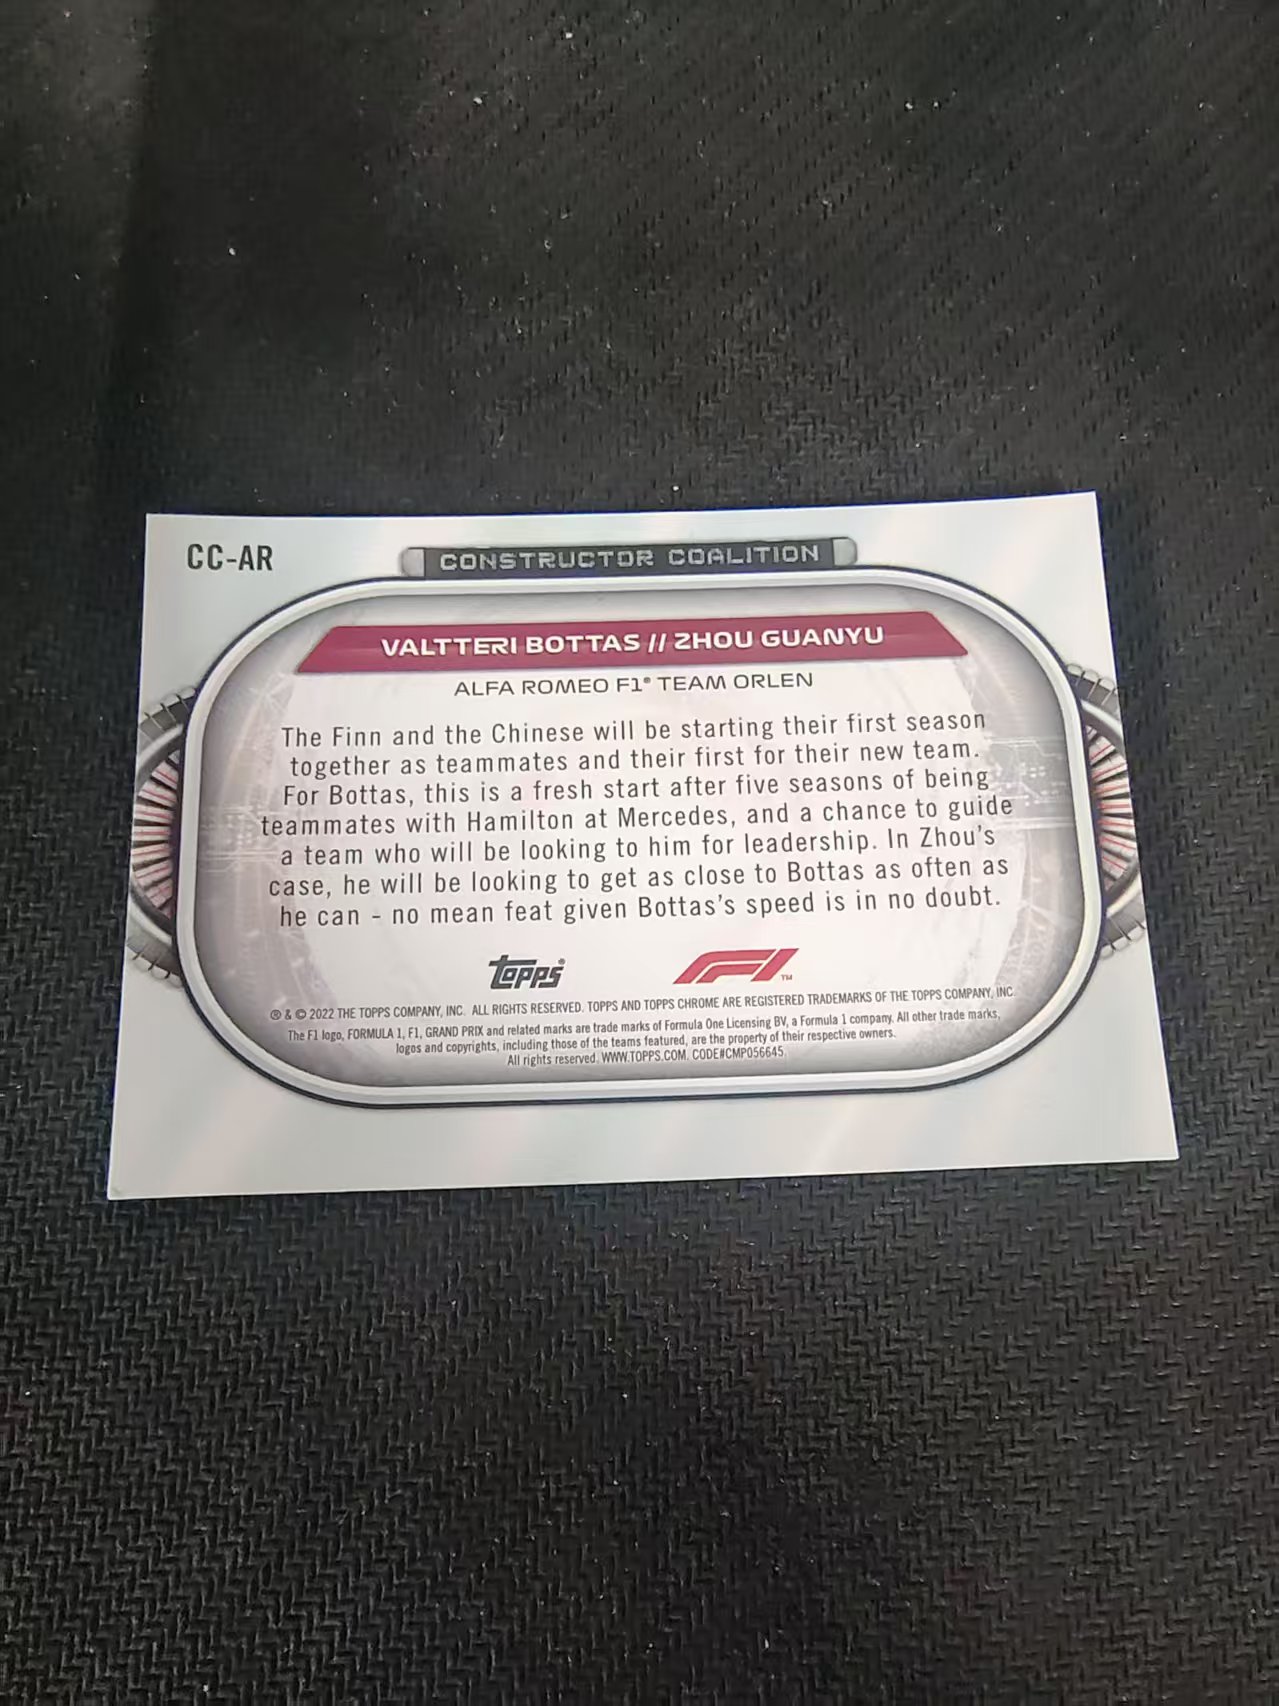 CC-AR
CONSTRUCTOR COALITION
VALTTERI BOTTAS // ZHOU GUANYU
ALFA ROMEO F1® TEAM ORLEN
The Finn and the Chinese will be starting their first season
together as teammates and their first for their new team.
For Bottas, this is a fresh start after five seasons of being
teammates with Hamilton at Mercedes, and a chance to guide
a team who will be looking to him for leadership. In Zhou's
case, he will be looking to get as close to Bottas as often as
he can - no mean feat given Bottas's speed is in no doubt.
Topps® F1™
® & © 2022 THE TOPPS COMPANY, INC. ALL RIGHTS RESERVED. TOPPS AND TOPPS CHROME ARE REGISTERED TRADEMARKS OF THE TOPPS COMPANY, INC.
The F1 logo, FORMULA 1, F1, GRAND PRIX and related marks are trade marks of Formula One Licensing BV, a Formula 1 company. All other trade marks,
logos and copyrights, including those of the teams featured, are the property of their respective owners.
All rights reserved. WWW.TOPPS.COM. CODE#CMP056645